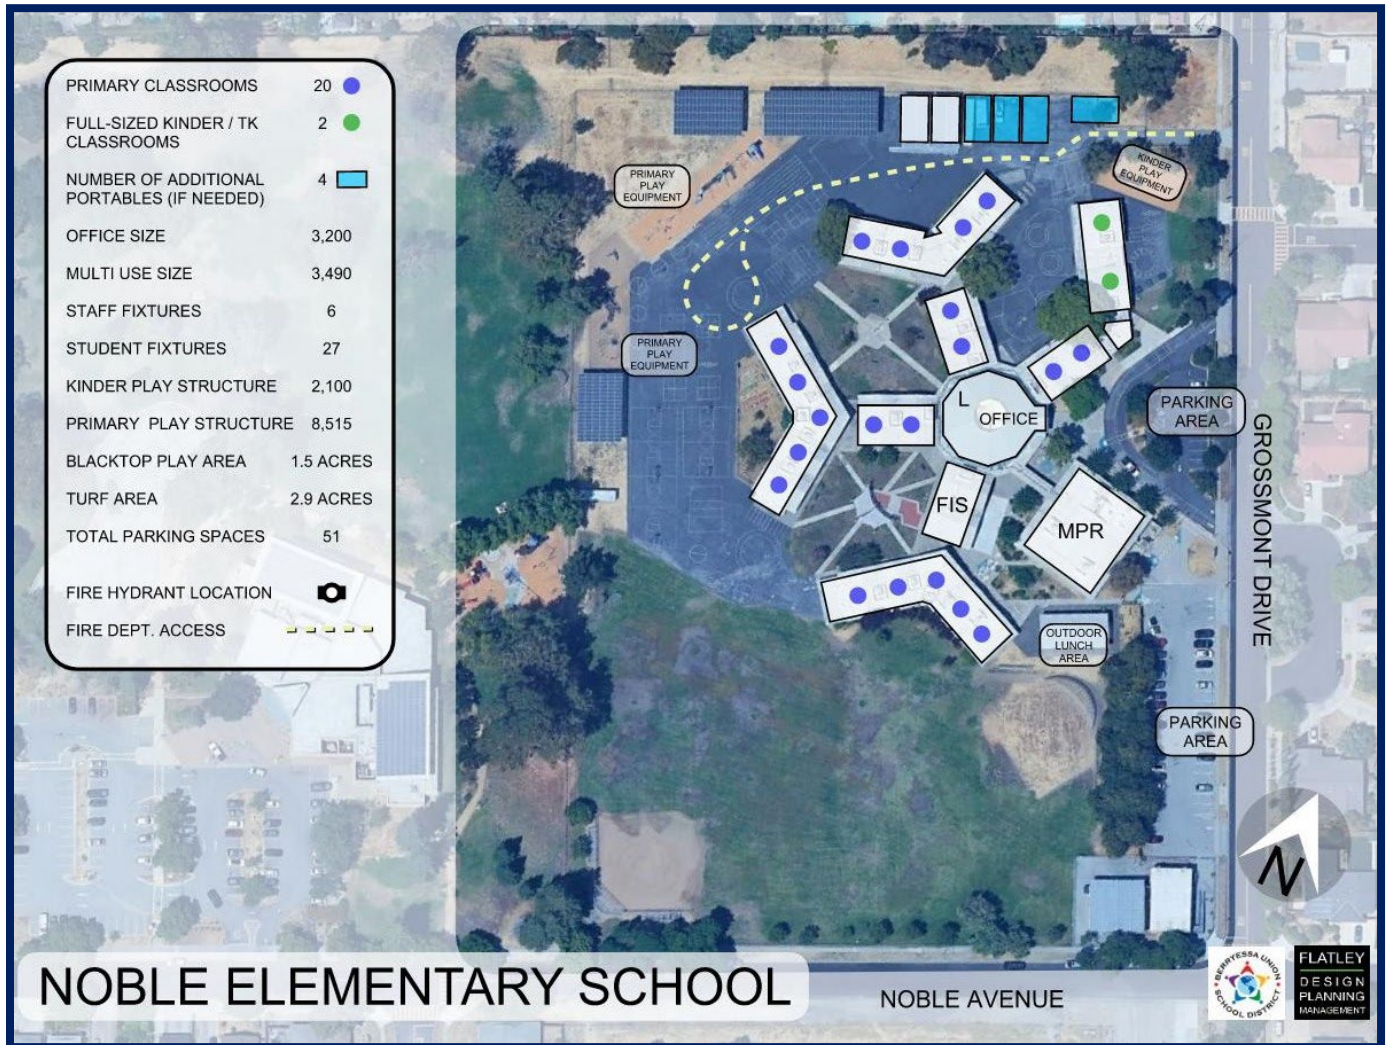 PRIMARY CLASSROOMS 20
FULL-SIZED KINDER / TK 2
CLASSROOMS
NUMBER OF ADDITIONAL 4
PORTABLES (IF NEEDED)
OFFICE SIZE 3,200
MULTI USE SIZE 3,490
STAFF FIXTURES 6
STUDENT FIXTURES 27
KINDER PLAY STRUCTURE 2,100
PRIMARY PLAY STRUCTURE 8,515
BLACKTOP PLAY AREA 1.5 ACRES
TURF AREA 2.9 ACRES
TOTAL PARKING SPACES 51
FIRE HYDRANT LOCATION
FIRE DEPT. ACCESS
PRIMARY
PLAY
EQUIPMENT
KINDER
PLAY
EQUIPMENT
PRIMARY
PLAY
EQUIPMENT
L
OFFICE
PARKING
AREA
FIS
MPR
GROSSMONT DRIVE
OUTDOOR
LUNCH
AREA
PARKING
AREA
N
NOBLE ELEMENTARY SCHOOL
NOBLE AVENUE
BERRYESSA UNION
SCHOOL DISTRICT
FLATLEY
DESIGN
PLANNING
MANAGEMENT